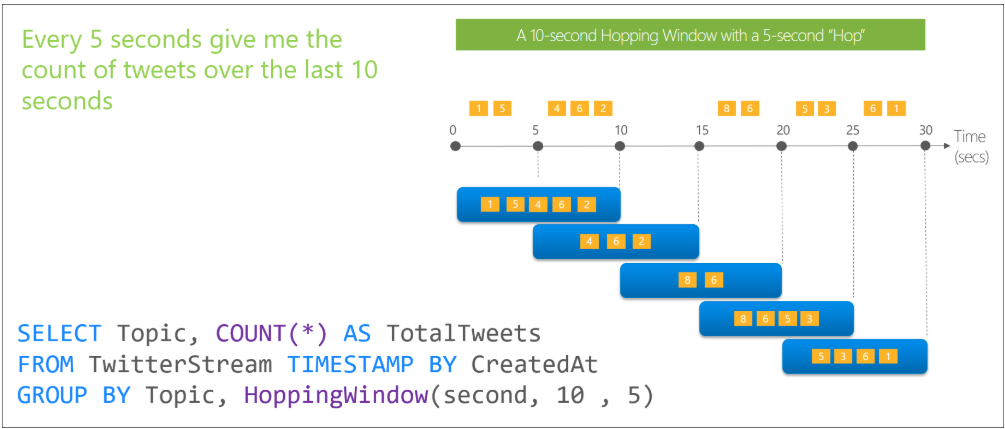 Every 5 seconds give me the
count of tweets over the last 10
seconds
A 10-second Hopping Window with a 5-second “Hop”
1 5 4 6 2 8 6 5 3 6 1
0 5 10 15 20 25 30
Time
(secs)
1 5 4 6 2
4 6 2
8 6
8 6 5 3
5 3 6 1
SELECT Topic, COUNT(*) AS TotalTweets
FROM TwitterStream TIMESTAMP BY CreatedAt
GROUP BY Topic, HoppingWindow(second, 10 , 5)